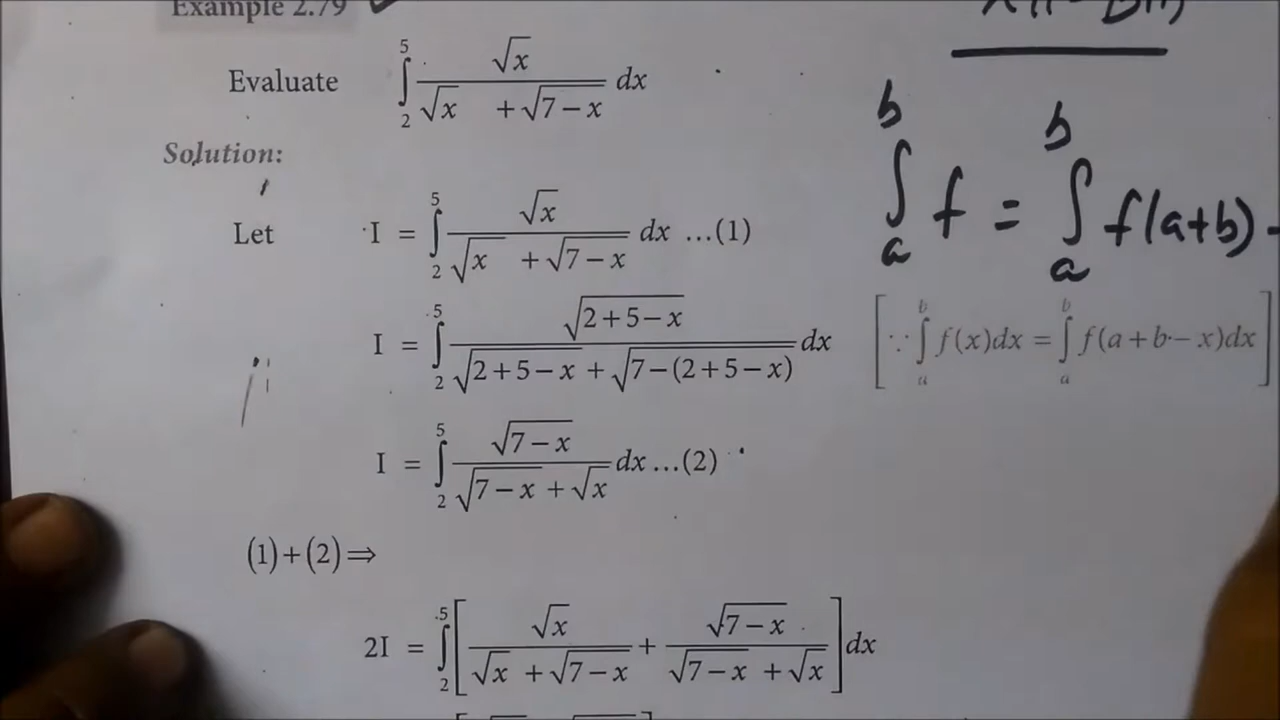 Example 2.79
Evaluate ∫₂⁵ √x / (√x + √(7−x)) dx
Solution:
Let I = ∫₂⁵ √x / (√x + √(7−x)) dx ...(1)
∫ₐᵇ f = ∫ₐᵇ f(a+b) -
I = ∫₂⁵ √(2+5−x) / (√(2+5−x) + √(7−(2+5−x))) dx [∵ ∫ₐᵇ f(x)dx = ∫ₐᵇ f(a+b−x)dx]
I = ∫₂⁵ √(7−x) / (√(7−x) + √x) dx ...(2)
(1)+(2)⇒
2I = ∫₂⁵ [√x / (√x + √(7−x)) + √(7−x) / (√(7−x) + √x)] dx